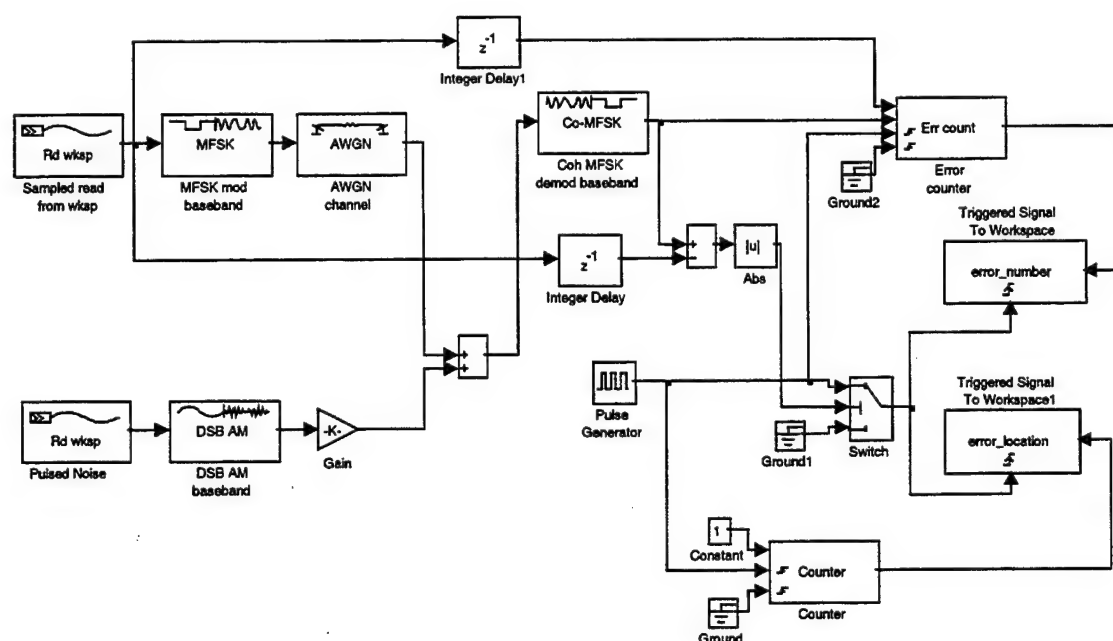 z-1
Integer Delay1
Rd wksp
Sampled read
from wksp
MFSK
MFSK mod
baseband
AWGN
AWGN
channel
Co-MFSK
Coh MFSK
demod baseband
Err count
Error
counter
Ground2
z-1
Integer Delay
+
−
|u|
Abs
Triggered Signal
To Workspace
error_number
+
+
Pulse
Generator
Ground1
Switch
Triggered Signal
To Workspace1
error_location
Rd wksp
Pulsed Noise
DSB AM
DSB AM
baseband
-K-
Gain
1
Constant
Counter
Counter
Ground